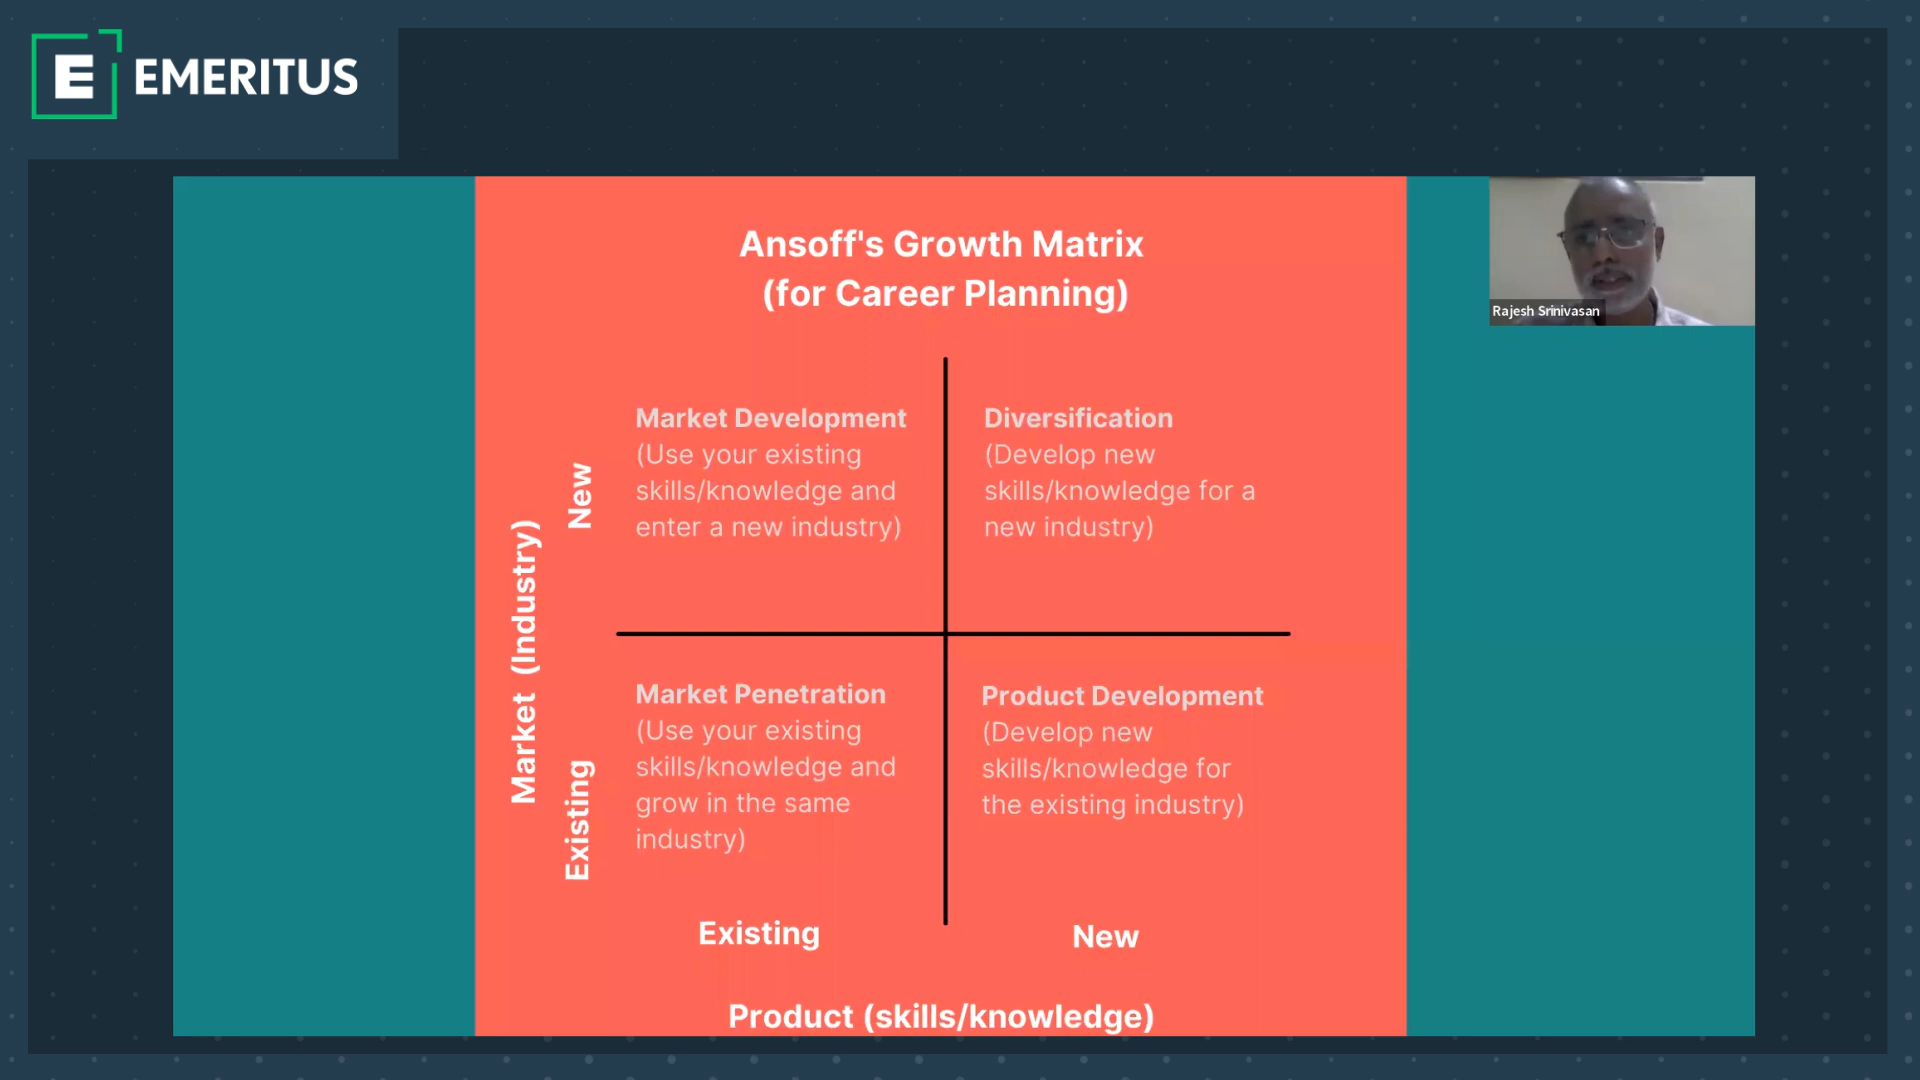 EMERITUS
Ansoff's Growth Matrix
(for Career Planning)
Rajesh Srinivasan
Market (Industry)
New
Market Development
(Use your existing
skills/knowledge and
enter a new industry)
Diversification
(Develop new
skills/knowledge for a
new industry)
Existing
Market Penetration
(Use your existing
skills/knowledge and
grow in the same
industry)
Product Development
(Develop new
skills/knowledge for
the existing industry)
Existing
New
Product (skills/knowledge)